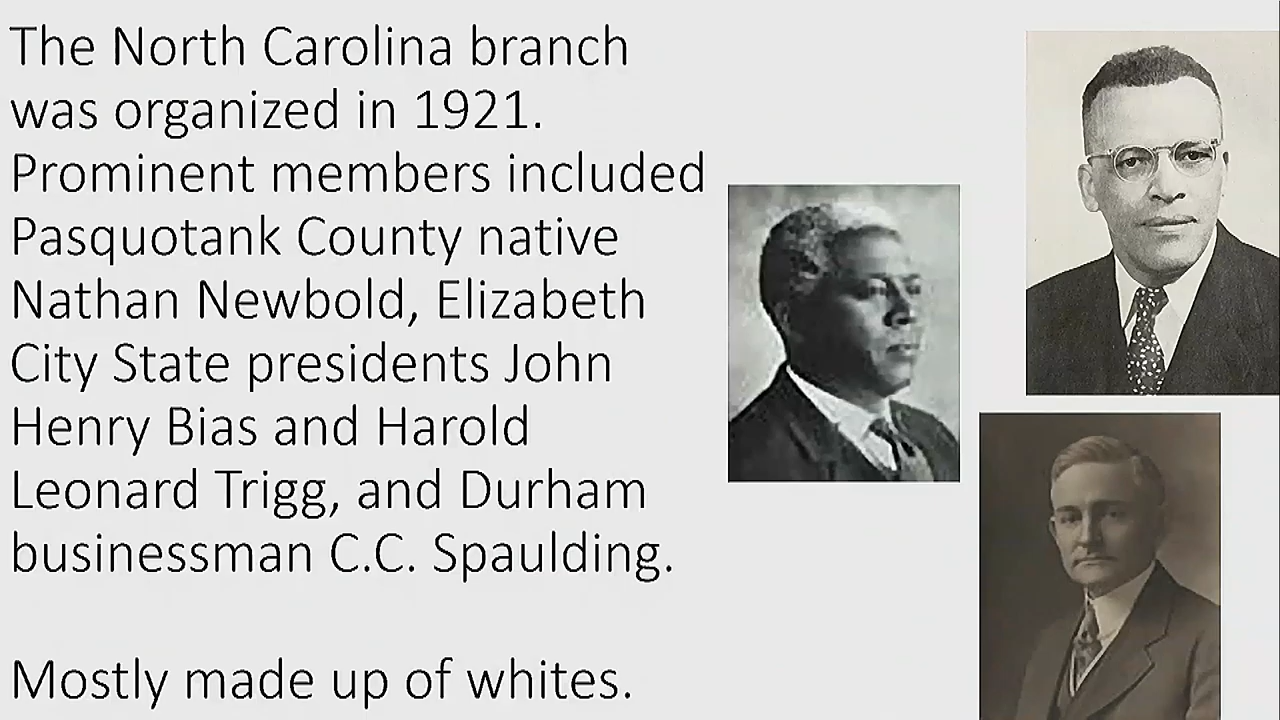 The North Carolina branch
was organized in 1921.
Prominent members included
Pasquotank County native
Nathan Newbold, Elizabeth
City State presidents John
Henry Bias and Harold
Leonard Trigg, and Durham
businessman C.C. Spaulding.
Mostly made up of whites.